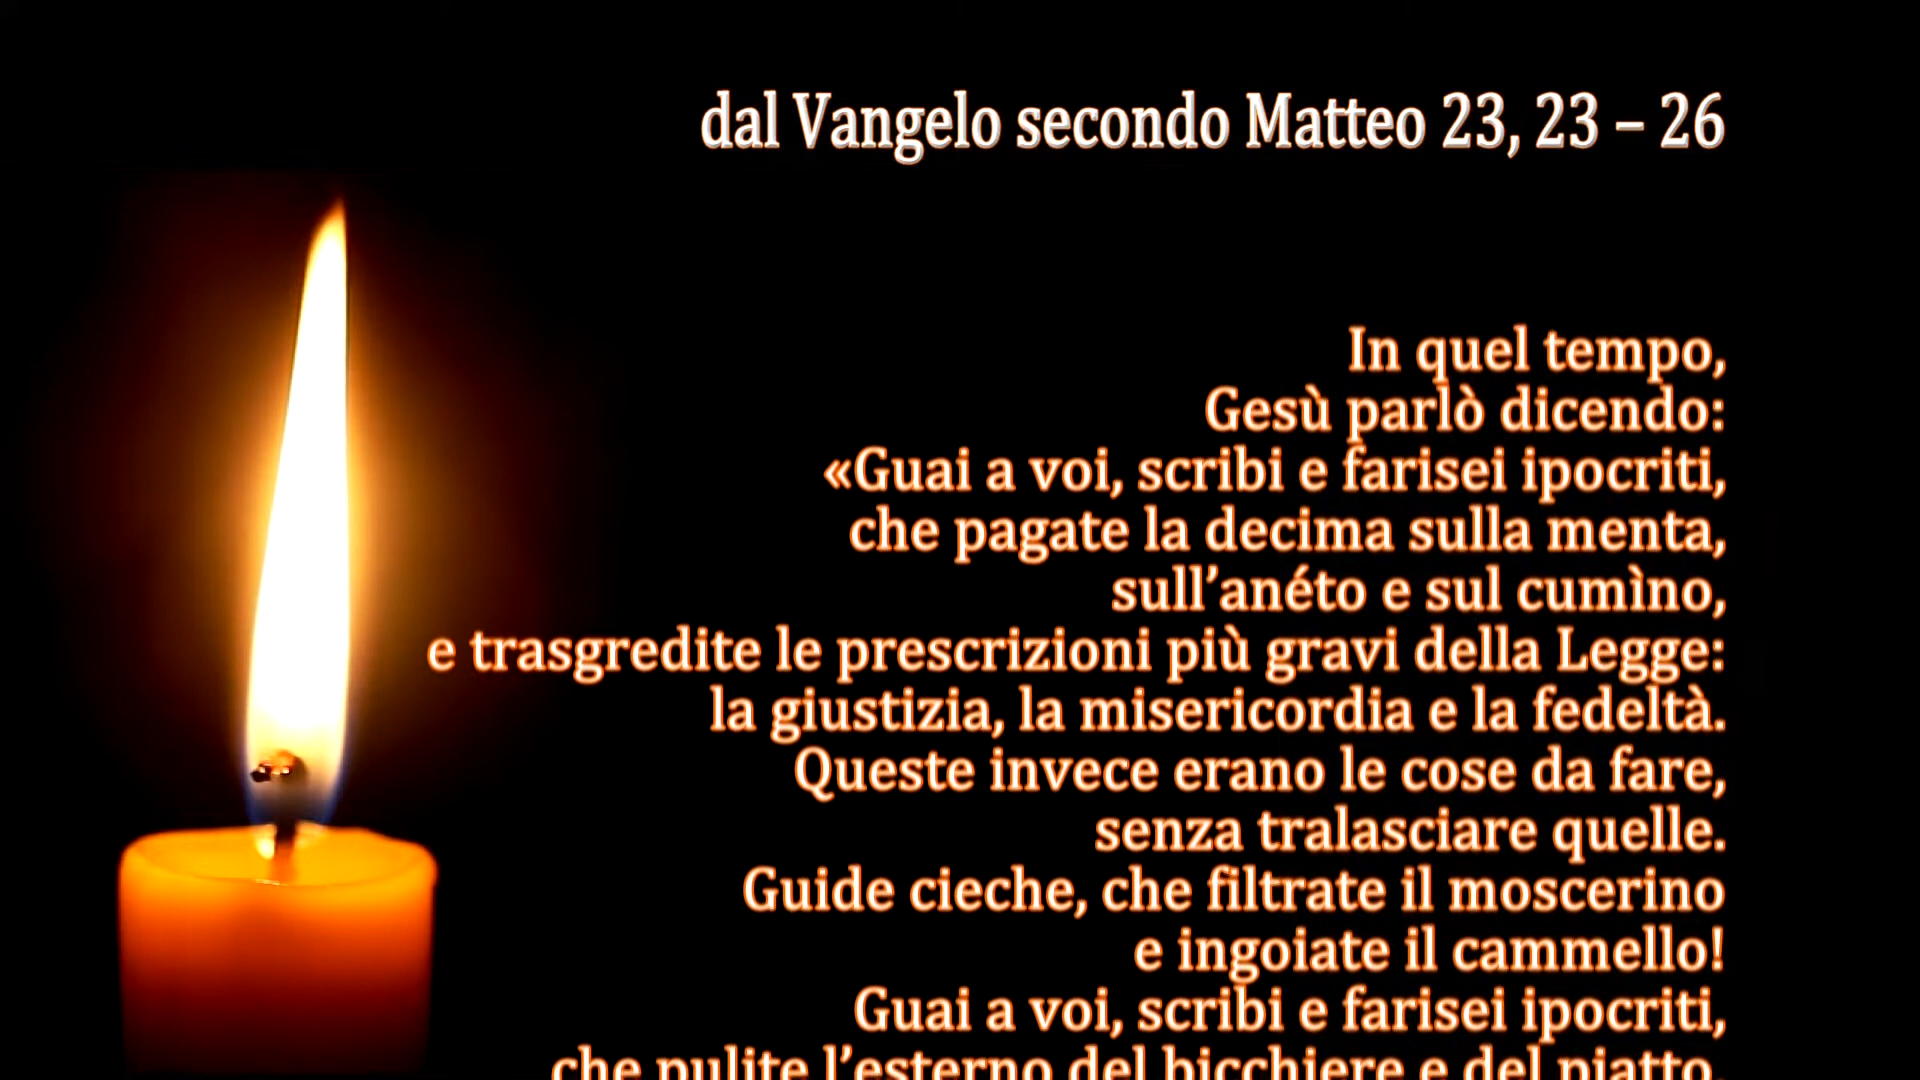 dal Vangelo secondo Matteo 23, 23 – 26
In quel tempo,
Gesù parlò dicendo:
«Guai a voi, scribi e farisei ipocriti,
che pagate la decima sulla menta,
sull’anéto e sul cumìno,
e trasgredite le prescrizioni più gravi della Legge:
la giustizia, la misericordia e la fedeltà.
Queste invece erano le cose da fare,
senza tralasciare quelle.
Guide cieche, che filtrate il moscerino
e ingoiate il cammello!
Guai a voi, scribi e farisei ipocriti,
che pulite l’esterno del bicchiere e del piatto,